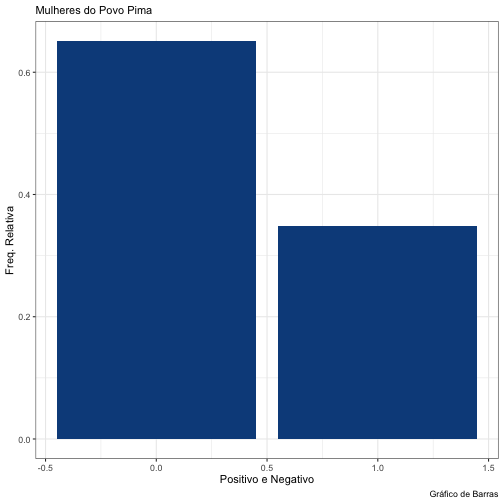 Mulheres do Povo Pima
0.6
0.4
0.2
0.0
Freq. Relativa
-0.5 0.0 0.5 1.0 1.5
Positivo e Negativo
Gráfico de Barras